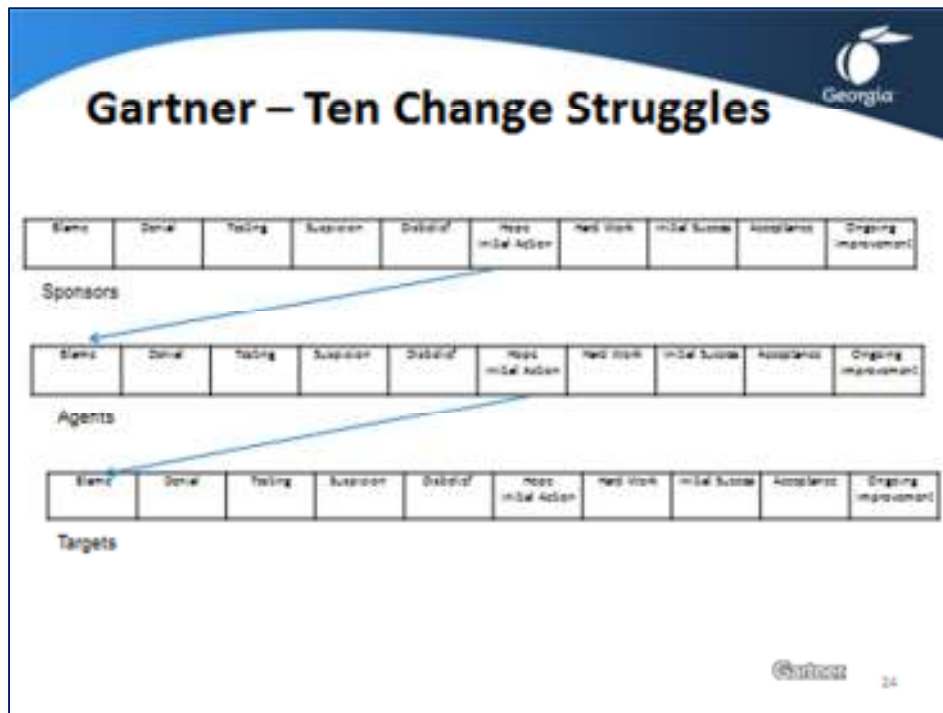 Georgia
Gartner – Ten Change Struggles
Blame Denial Testing Suspicion Disbelief Hope Hard Work Initial Success Acceptance Ongoing
Initial Action Improvement
Sponsors
Blame Denial Testing Suspicion Disbelief Hope Hard Work Initial Success Acceptance Ongoing
Initial Action Improvement
Agents
Blame Denial Testing Suspicion Disbelief Hope Hard Work Initial Success Acceptance Ongoing
Initial Action Improvement
Targets
Gartner
24